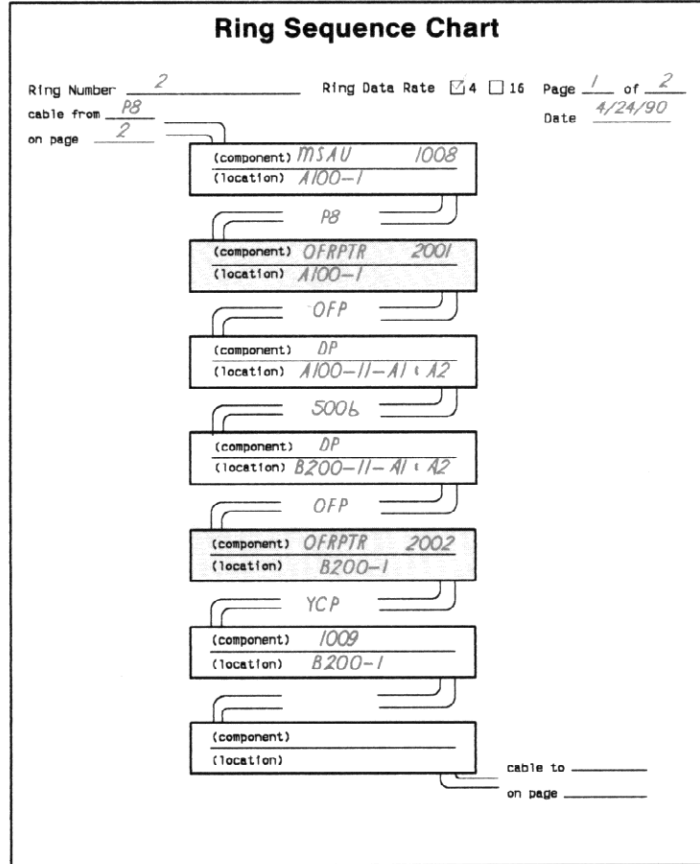 Ring Sequence Chart
Ring Number 2 Ring Data Rate ☑ 4 ☐ 16 Page 1 of 2
cable from P8 Date 4/24/90
on page 2
(component) MSAU 1008
(location) A100-1
P8
(component) OFRPTR 2001
(location) A100-1
OFP
(component) DP
(location) A100-11-A1 & A2
500b
(component) DP
(location) B200-11-A1 & A2
OFP
(component) OFRPTR 2002
(location) B200-1
YCP
(component) 1009
(location) B200-1
(component)
(location)
cable to
on page